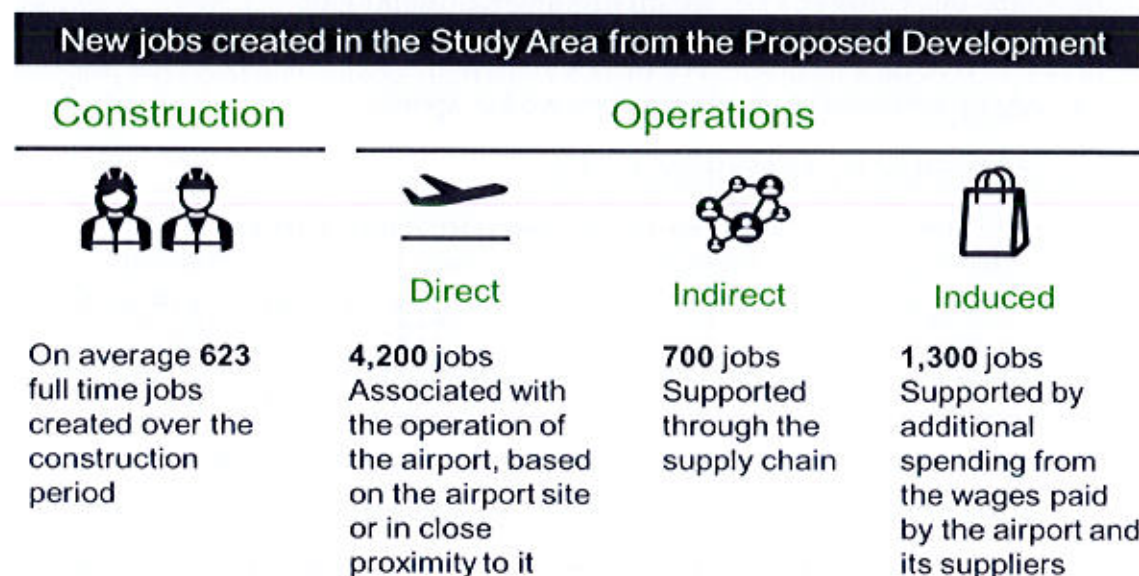 New jobs created in the Study Area from the Proposed Development
Construction
Operations
Direct
Indirect
Induced
On average 623
full time jobs
created over the
construction
period
4,200 jobs
Associated with
the operation of
the airport, based
on the airport site
or in close
proximity to it
700 jobs
Supported
through the
supply chain
1,300 jobs
Supported by
additional
spending from
the wages paid
by the airport and
its suppliers